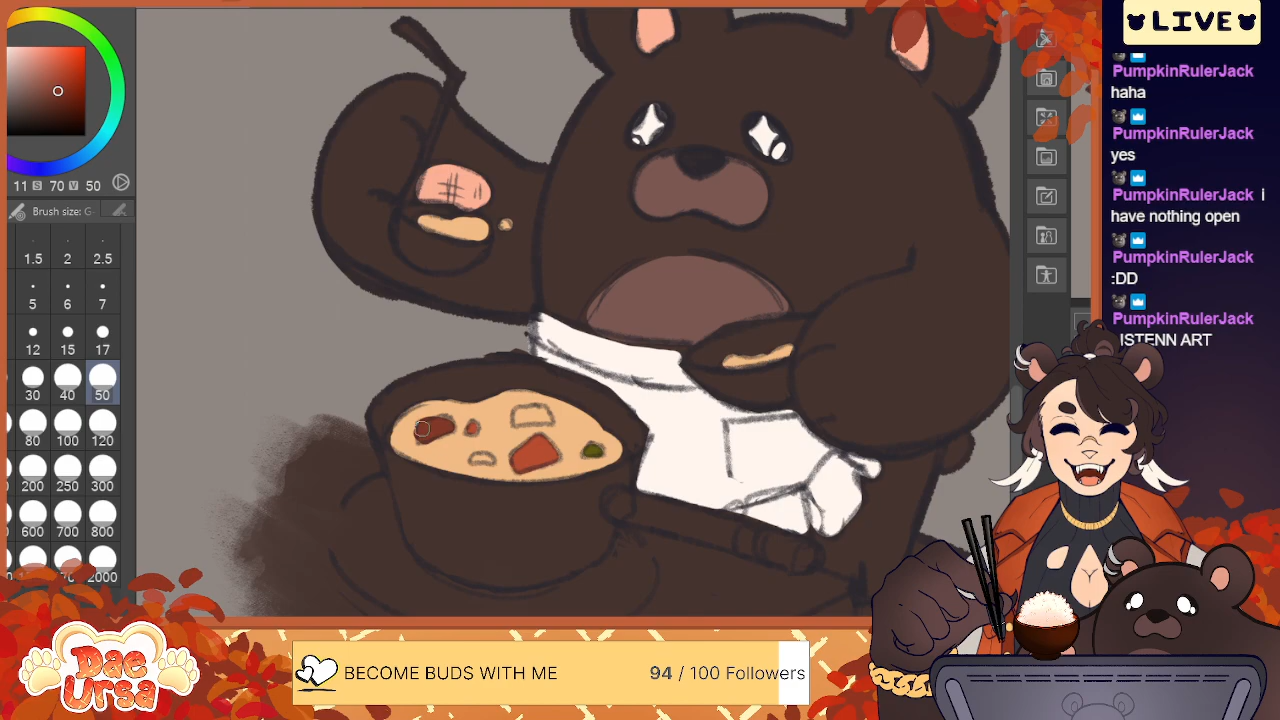 LIVE
PumpkinRulerJack
haha
PumpkinRulerJack
yes
PumpkinRulerJack i
have nothing open
PumpkinRulerJack
:DD
PumpkinRulerJack
ISTENN ART
11 S 70 V 50
Brush size: G
1.5 2 2.5
5 6 7
12 15 17
30 40 50
80 100 120
200 250 300
600 700 800
2000
Dae
Ursa
BECOME BUDS WITH ME
94 / 100 Followers